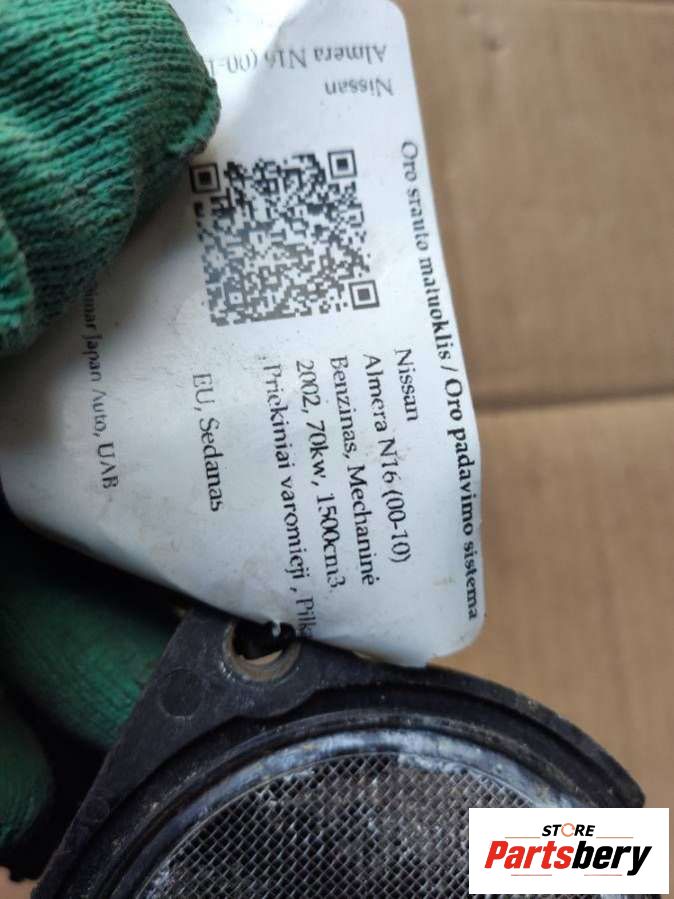 Oro srauto matuoklis / Oro padavimo sistema
Nissan
Almera N16 (00-10)
Benzinas, Mechaninė
2002, 70kw, 1500cm3
Priekiniai varomieji , Pilk
EU, Sedanas
Japan Auto, UAB
Nissan
Almera N16 (00-1
STORE
Partsbery